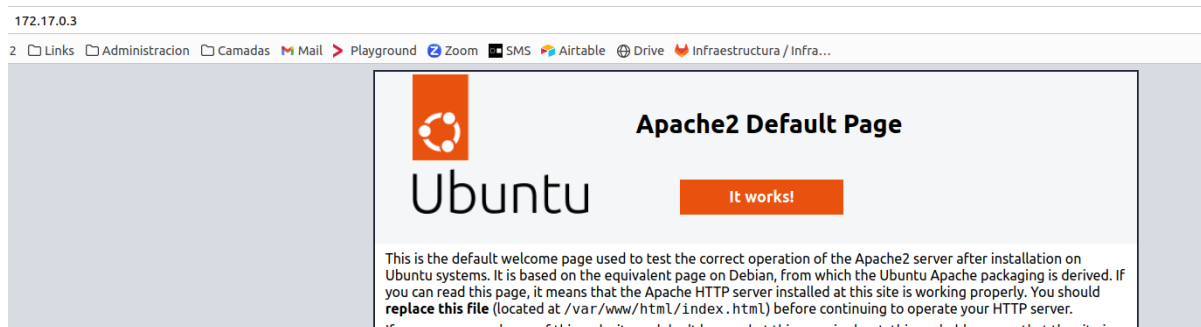 172.17.0.3
2 Links Administracion Camadas Mail Playground Zoom SMS Airtable Drive Infraestructura / Infra…
Apache2 Default Page
Ubuntu
It works!
This is the default welcome page used to test the correct operation of the Apache2 server after installation on
Ubuntu systems. It is based on the equivalent page on Debian, from which the Ubuntu Apache packaging is derived. If
you can read this page, it means that the Apache HTTP server installed at this site is working properly. You should
replace this file (located at /var/www/html/index.html) before continuing to operate your HTTP server.